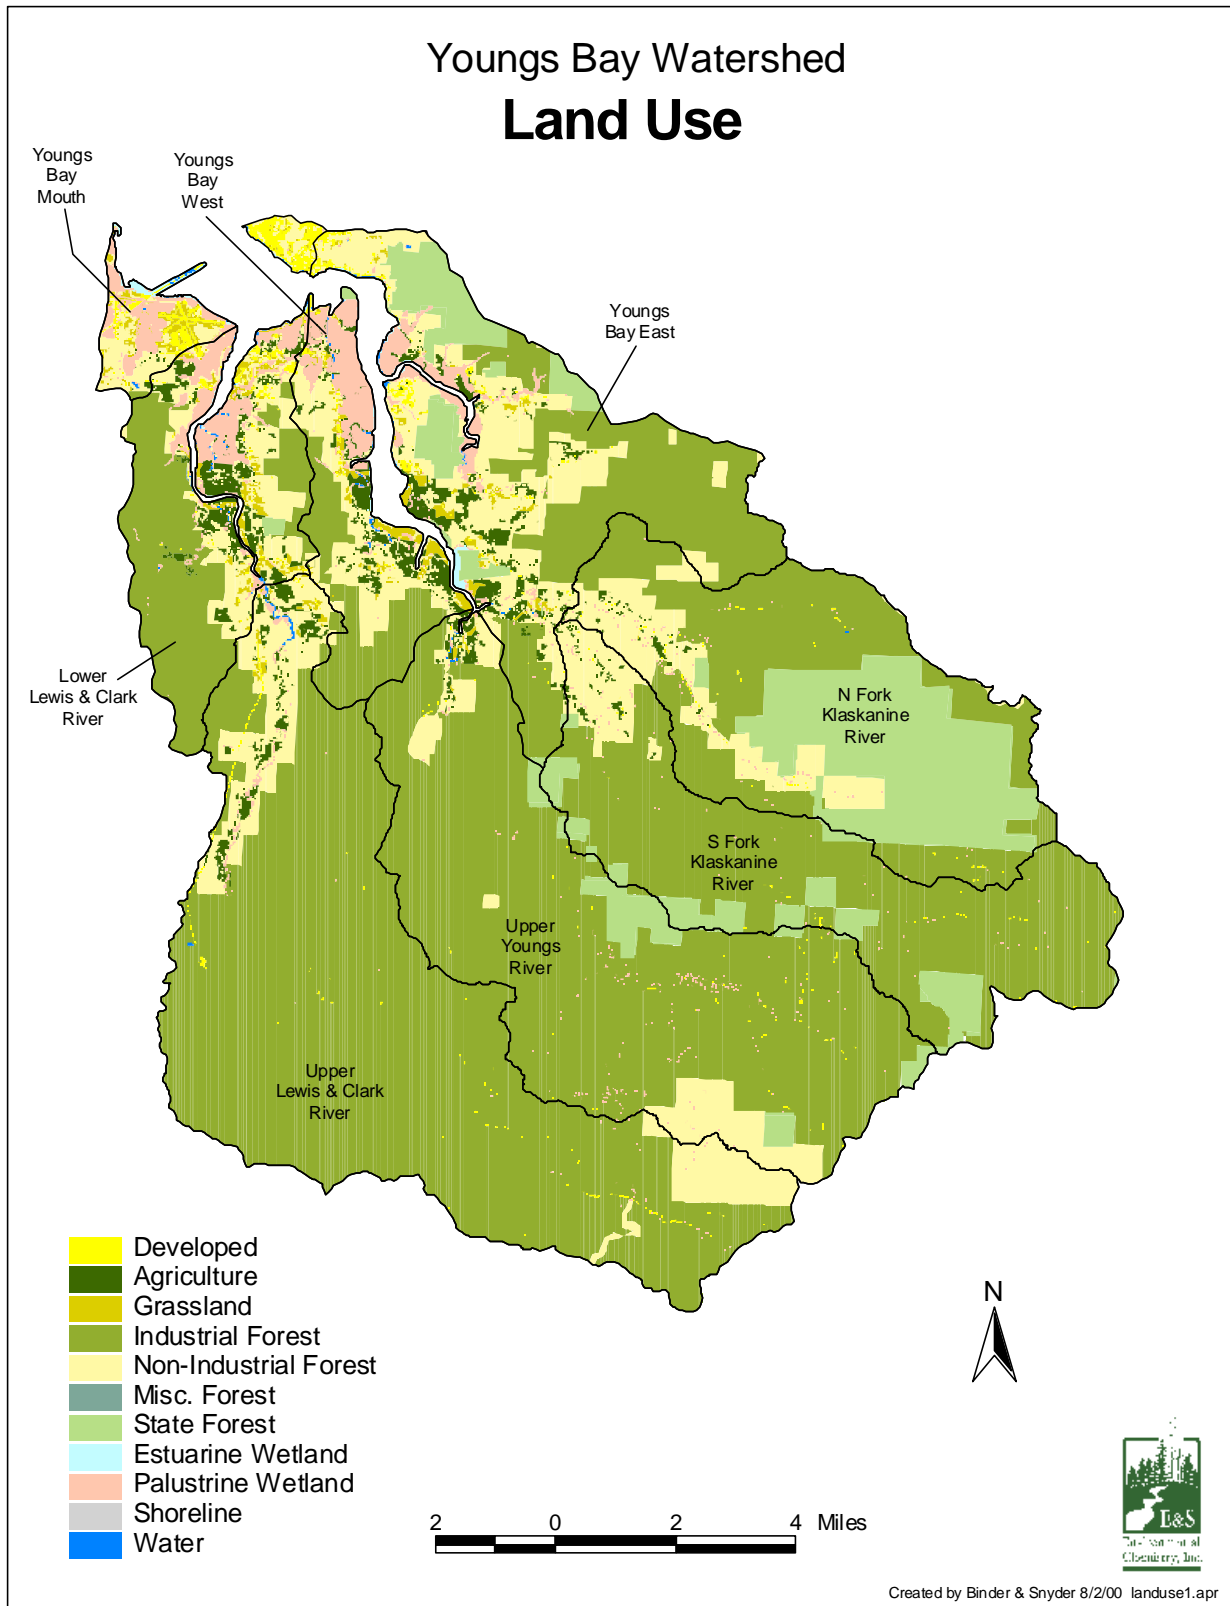 Youngs Bay Watershed
Land Use
Youngs
Bay
Mouth
Youngs
Bay
West
Youngs
Bay East
Lower
Lewis & Clark
River
N Fork
Klaskanine
River
S Fork
Klaskanine
River
Upper
Youngs
River
Upper
Lewis & Clark
River
Developed
Agriculture
Grassland
Industrial Forest
Non-Industrial Forest
Misc. Forest
State Forest
Estuarine Wetland
Palustrine Wetland
Shoreline
Water
N
2 0 2 4 Miles
E&S
Environmental
Chemistry, Inc.
Created by Binder & Snyder 8/2/00 landuse1.apr